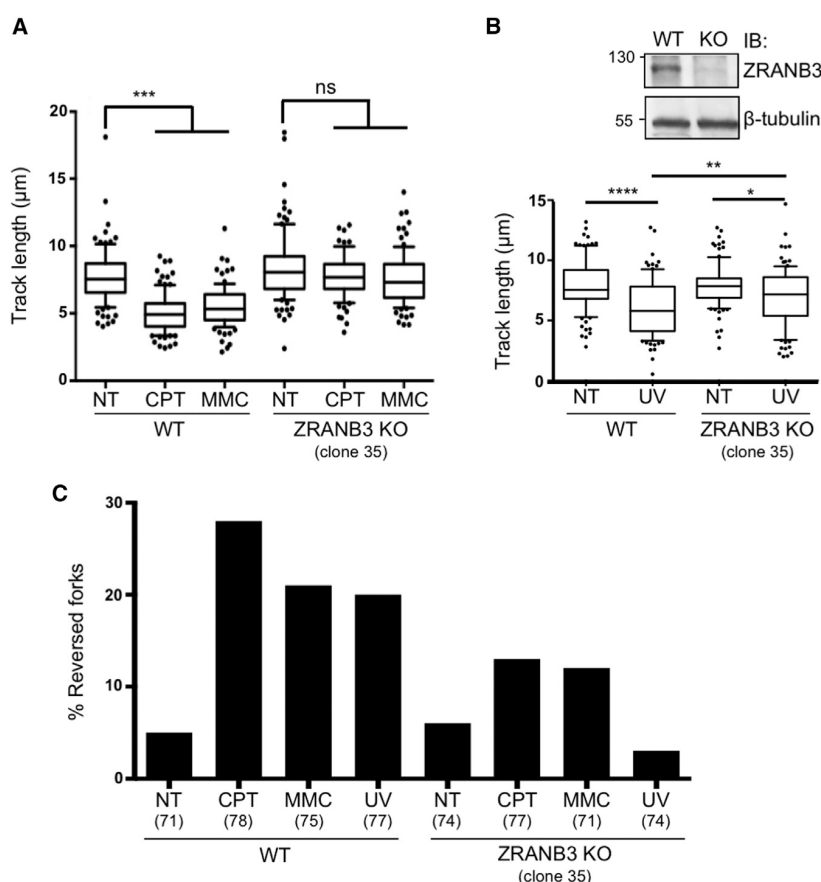 A
Track length (μm)
20
15
10
5
0
***
ns
NT CPT MMC NT CPT MMC
WT ZRANB3 KO
(clone 35)
B
WT KO IB:
130 ZRANB3
55 β-tubulin
Track length (μm)
15
10
5
0
**
**** *
NT UV NT UV
WT ZRANB3 KO
(clone 35)
C
% Reversed forks
30
20
10
0
NT CPT MMC UV NT CPT MMC UV
(71) (78) (75) (77) (74) (77) (71) (74)
WT ZRANB3 KO
(clone 35)